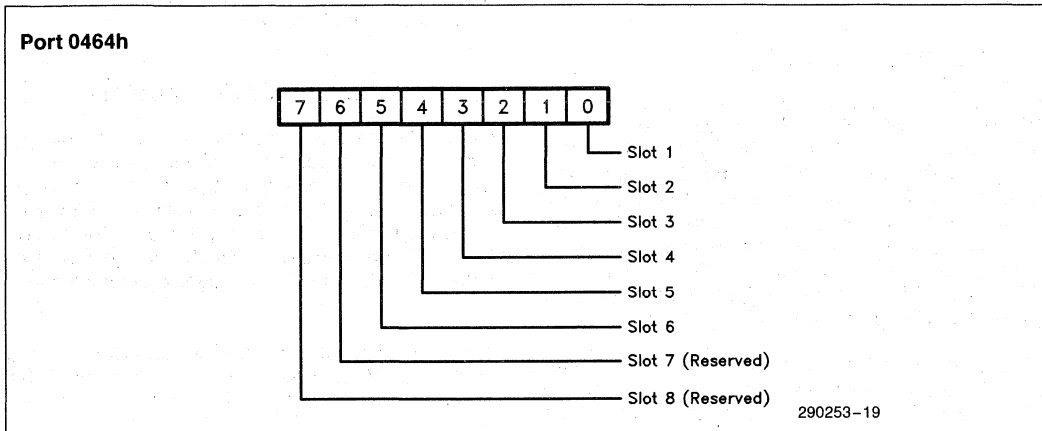 Port 0464h
7 6 5 4 3 2 1 0
Slot 1
Slot 2
Slot 3
Slot 4
Slot 5
Slot 6
Slot 7 (Reserved)
Slot 8 (Reserved)
290253-19